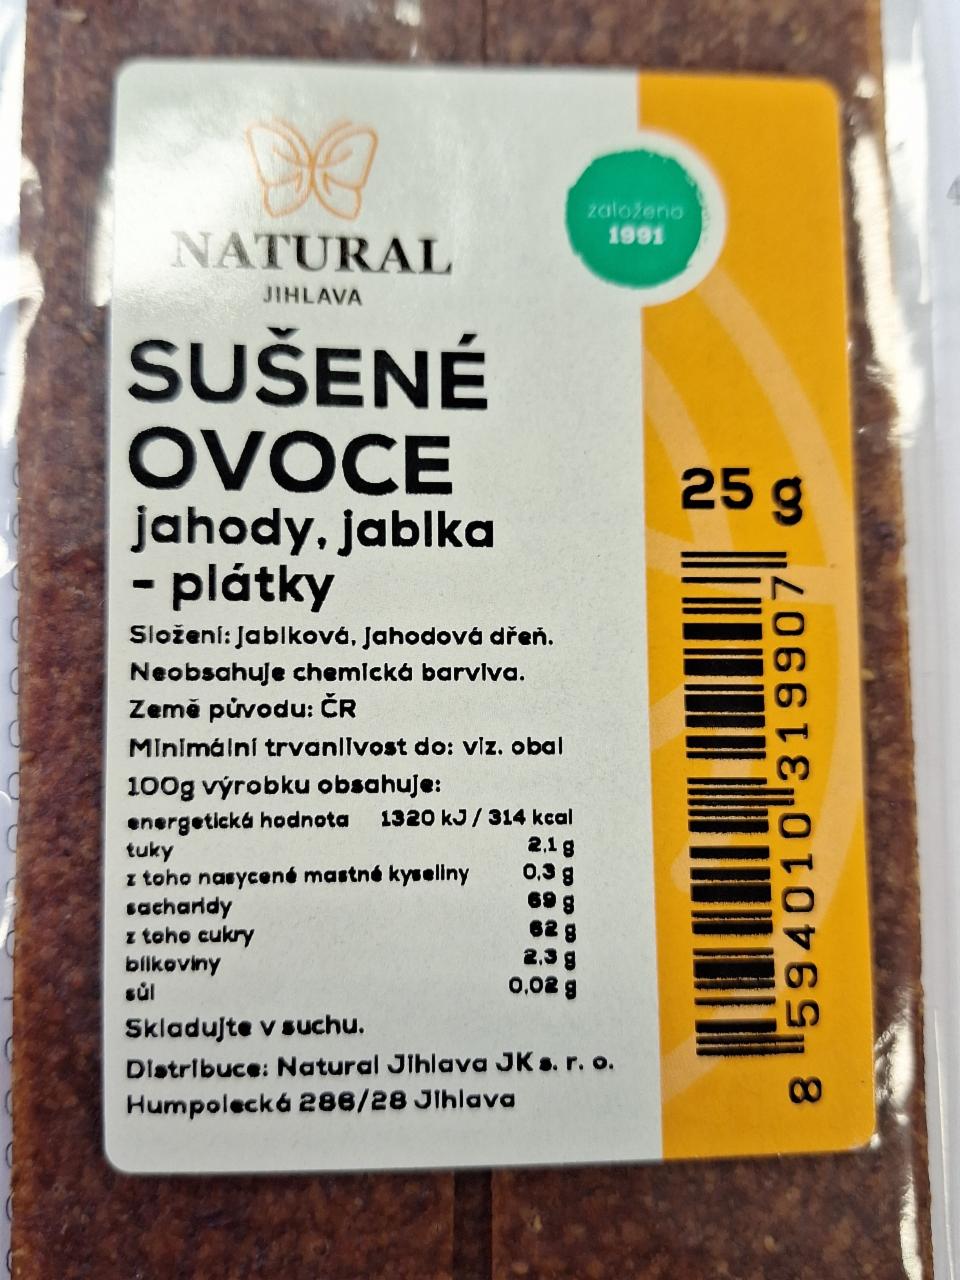 NATURAL
JIHLAVA
založeno
1991
SUŠENÉ
OVOCE
jahody, jablka
- plátky
25 g
Složení: jablková, jahodová dřeň.
Neobsahuje chemická barviva.
Země původu: ČR
Minimální trvanlivost do: viz. obal
100g výrobku obsahuje:
energetická hodnota 1320 kJ / 314 kcal
tuky 2,1 g
z toho nasycené mastné kyseliny 0,3 g
sacharidy 69 g
z toho cukry 62 g
bílkoviny 2,3 g
sůl 0,02 g
Skladujte v suchu.
Distribuce: Natural Jihlava JK s. r. o.
Humpolecká 286/28 Jihlava
8 594010 319907